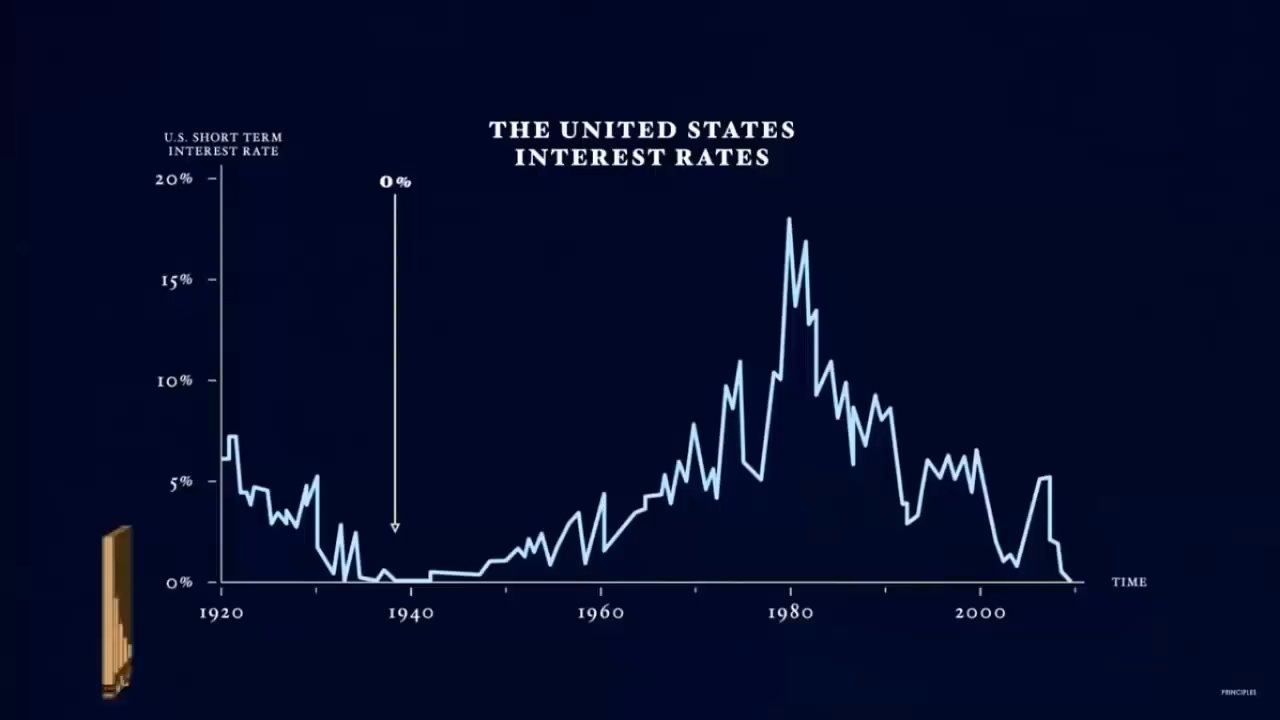 THE UNITED STATES
INTEREST RATES
U.S. SHORT TERM
INTEREST RATE
20%
0%
15%
10%
5%
0%
TIME
1920 1940 1960 1980 2000
PRINCIPLES